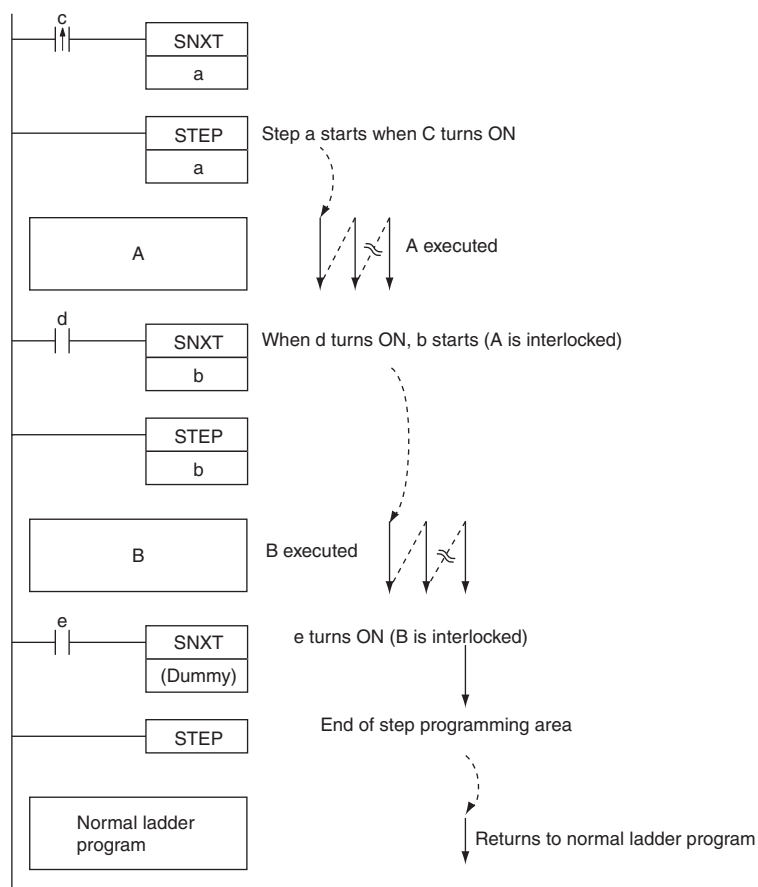 c
SNXT
a
STEP
a
Step a starts when C turns ON
A
A executed
d
SNXT
b
When d turns ON, b starts (A is interlocked)
STEP
b
B
B executed
e
SNXT
(Dummy)
e turns ON (B is interlocked)
STEP
End of step programming area
Normal ladder
program
Returns to normal ladder program